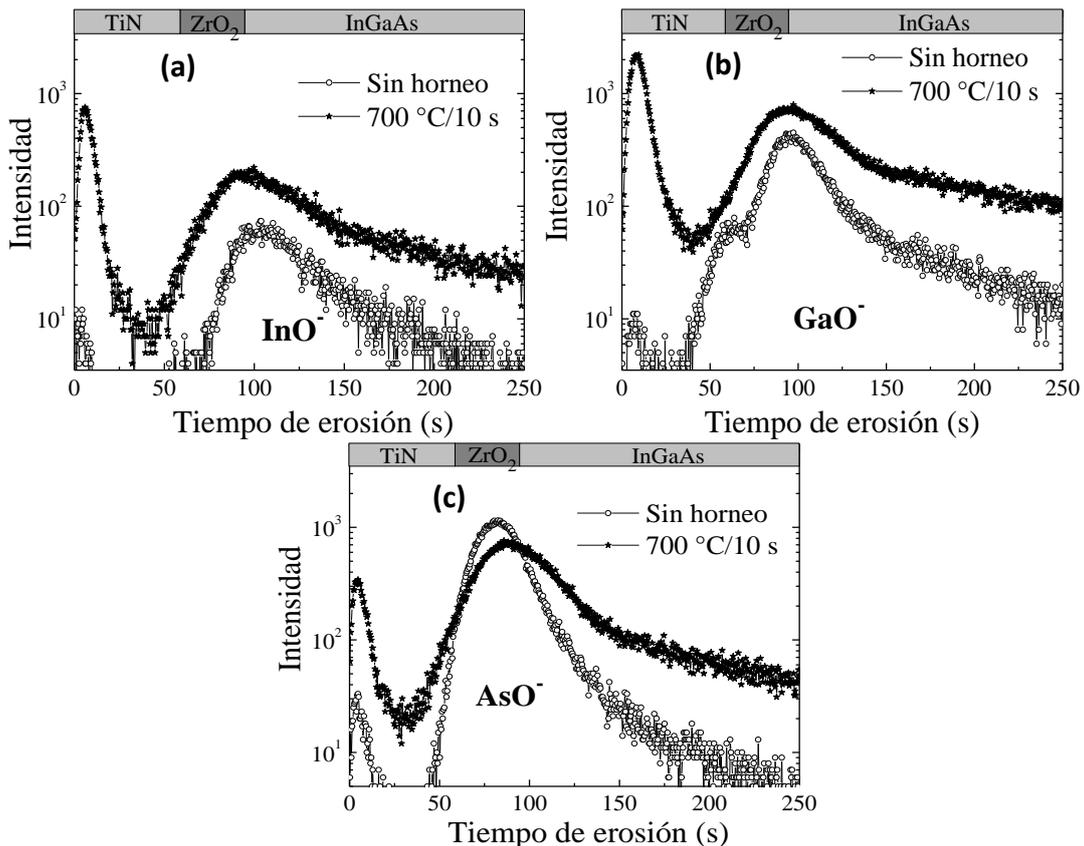 TiN ZrO₂ InGaAs
(a)
Sin horneo
700 °C/10 s
Intensidad
10³
10²
10¹
InO⁻
0 50 100 150 200 250
Tiempo de erosión (s)
TiN ZrO₂ InGaAs
(b)
Sin horneo
700 °C/10 s
Intensidad
10³
10²
10¹
GaO⁻
0 50 100 150 200 250
Tiempo de erosión (s)
TiN ZrO₂ InGaAs
(c)
Sin horneo
700 °C/10 s
Intensidad
10³
10²
10¹
AsO⁻
0 50 100 150 200 250
Tiempo de erosión (s)